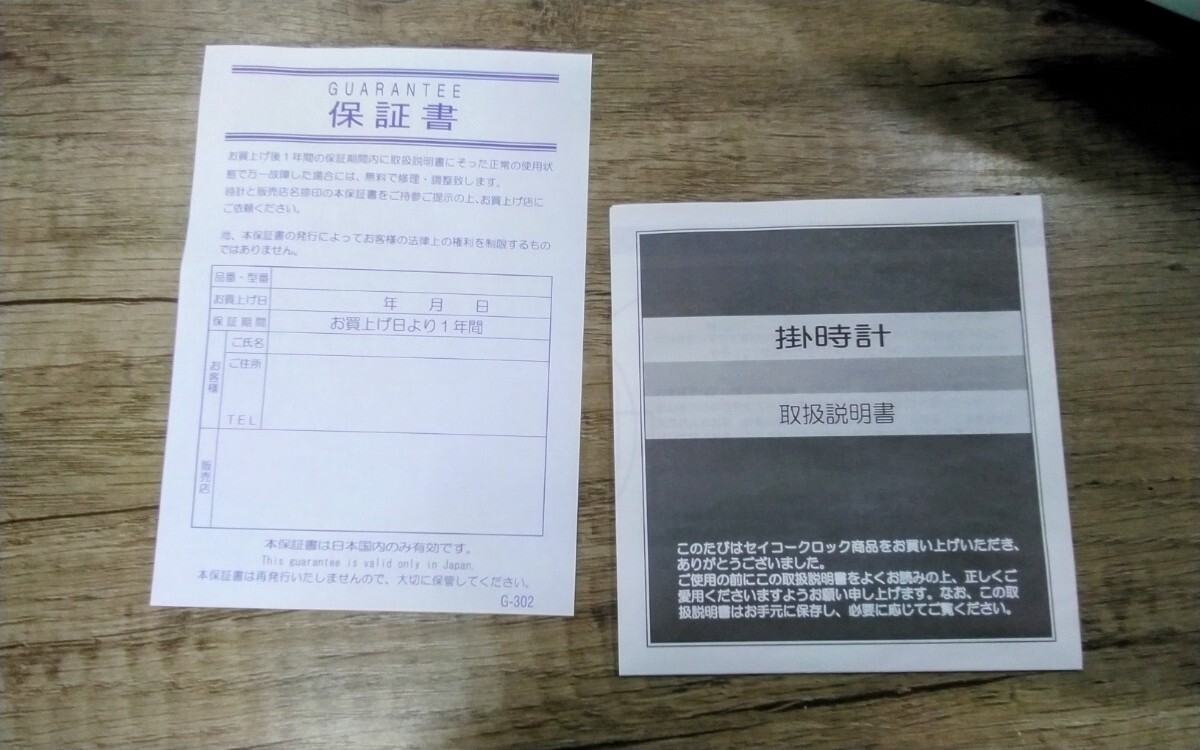 GUARANTEE
保証書
お買上げ後1年間の保証期間内に取扱説明書にそった正常の使用状
態で万一故障した場合には、無料で修理・調整致します。
時計と販売店名捺印の本保証書をご持参ご提示の上、お買上げ店に
ご依頼ください。
尚、本保証書の発行によってお客様の法律上の権利を制限するもの
ではありません。
品番・型番
お買上げ日 年 月 日
保証期間 お買上げ日より1年間
お客様
ご氏名
ご住所
TEL
販売店
本保証書は日本国内のみ有効です。
This guarantee is valid only in Japan.
本保証書は再発行いたしませんので、大切に保管してください。
G-302
掛時計
取扱説明書
このたびはセイコークロック商品をお買い上げいただき、
ありがとうございました。
ご使用の前にこの取扱説明書をよくお読みの上、正しくご
愛用くださいますようお願い申し上げます。なお、この取
扱説明書はお手元に保存し、必要に応じてご覧ください。